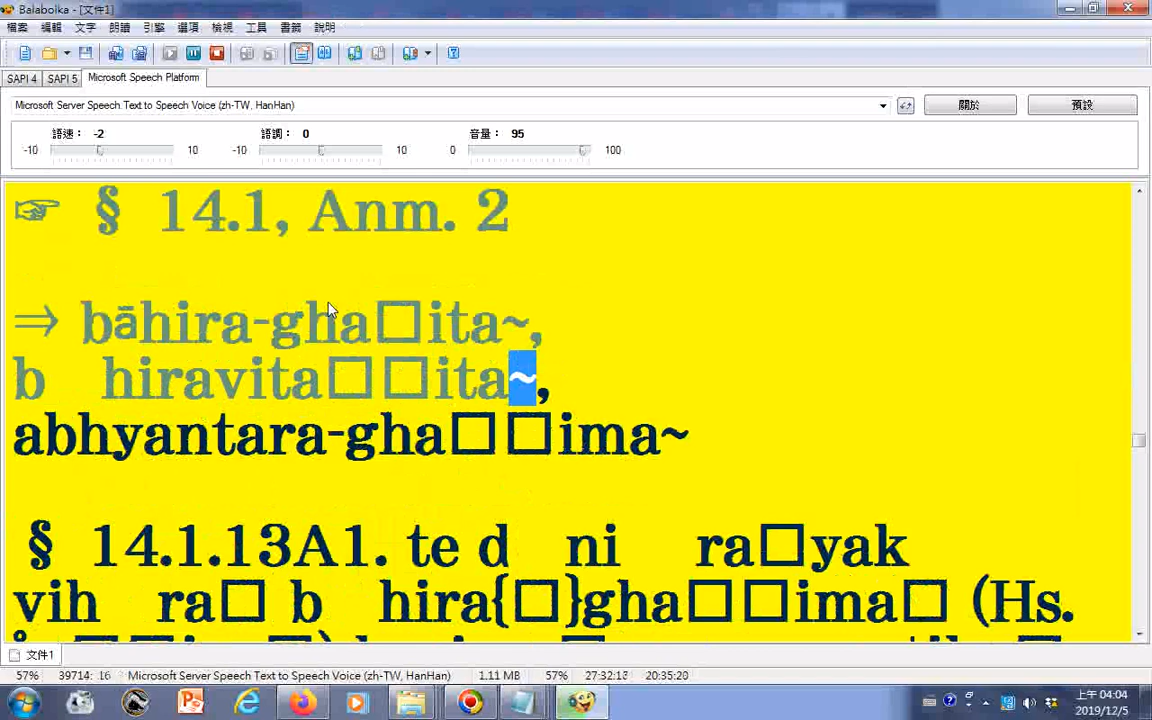 Balabolka - [文件1]
檔案 編輯 文字 朗讀 引擎 選項 檢視 工具 書籤 說明
SAPI 4 SAPI 5 Microsoft Speech Platform
Microsoft Server Speech Text to Speech Voice (zh-TW, HanHan) 關於 預設
語速： -2 語調： 0 音量： 95
-10 10 -10 10 0 100
☞ § 14.1, Anm. 2
⇒ bāhira-gha□ita~,
b hiravita□□ita~,
abhyantara-gha□□ima~
§ 14.1.13A1. te d ni ra□yak
vih ra□ b hira{□}gha□□ima□ (Hs.
文件1
57% 39714: 16 Microsoft Server Speech Text to Speech Voice (zh-TW, HanHan) 1.11 MB 57% 27:32:13 20:35:20
上午 04:04
2019/12/5